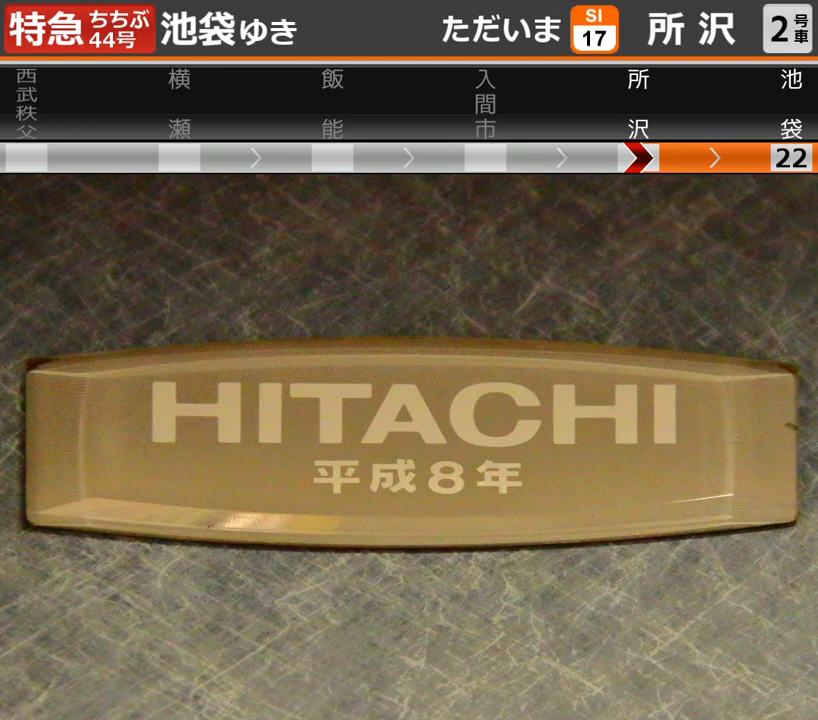 特急 ちちぶ44号 池袋ゆき ただいま SI 17 所沢 2号車
西武秩父 横瀬 飯能 入間市 所沢 池袋
22
HITACHI
平成8年